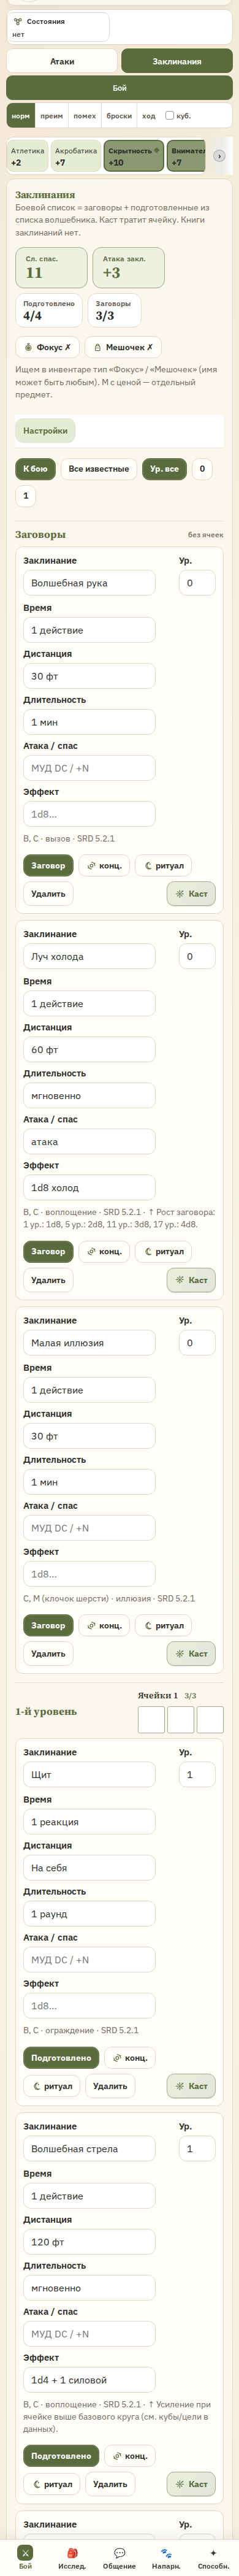 Состояния
нет
Атаки
Заклинания
Бой
норм преим помех броски ход куб.
Атлетика Акробатика Скрытность
+2 +7 +10 +7 ›
Заклинания
Боевой список = заговоры + подготовленные из
списка волшебника. Каст тратит ячейку. Книги
заклинаний нет.
Сл. спас. Атака закл.
11 +3
Подготовлено Заговоры
4/4 3/3
Фокус ✗ Мешочек ✗
Ищем в инвентаре тип «Фокус» / «Мешочек» (имя
может быть любым). М с ценой — отдельный
предмет.
Настройки
К бою Все известные Ур. все 0
1
Заговоры без ячеек
Заклинание Ур.
Волшебная рука 0
Время
1 действие
Дистанция
30 фт
Длительность
1 мин
Атака / спас
МУД DC / +N
Эффект
1d8...
В, С · вызов · SRD 5.2.1
Заговор конц. ритуал
Удалить Каст
Заклинание Ур.
Луч холода 0
Время
1 действие
Дистанция
60 фт
Длительность
мгновенно
Атака / спас
атака
Эффект
1d8 холод
В, С · воплощение · SRD 5.2.1 · ↑ Рост заговора:
1 ур.: 1d8, 5 ур.: 2d8, 11 ур.: 3d8, 17 ур.: 4d8.
Заговор конц. ритуал
Удалить Каст
Заклинание Ур.
Малая иллюзия 0
Время
1 действие
Дистанция
30 фт
Длительность
1 мин
Атака / спас
МУД DC / +N
Эффект
1d8...
С, М (клочок шерсти) · иллюзия · SRD 5.2.1
Заговор конц. ритуал
Удалить Каст
1-й уровень Ячейки 1 3/3
Заклинание Ур.
Щит 1
Время
1 реакция
Дистанция
На себя
Длительность
1 раунд
Атака / спас
МУД DC / +N
Эффект
1d8...
В, С · ограждение · SRD 5.2.1
Подготовлено конц.
ритуал Удалить Каст
Заклинание Ур.
Волшебная стрела 1
Время
1 действие
Дистанция
120 фт
Длительность
мгновенно
Атака / спас
МУД DC / +N
Эффект
1d4 + 1 силовой
В, С · воплощение · SRD 5.2.1 · ↑ Усиление при
ячейке выше базового круга (см. кубы/цели в
данных).
Подготовлено конц.
ритуал Удалить Каст
Заклинание Ур.
Бой Исслед. Общение Напарн. Способн.